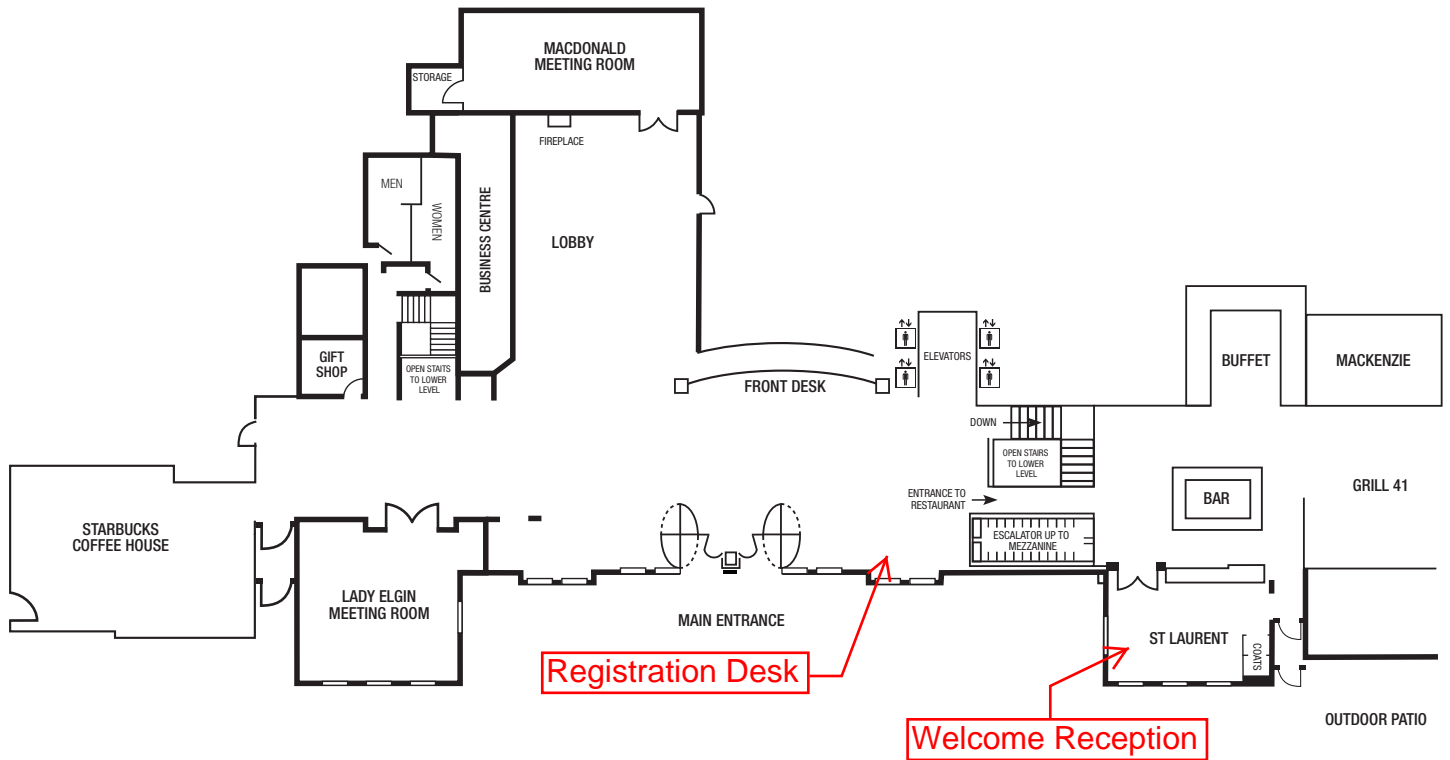 MACDONALD
MEETING ROOM
STORAGE
FIREPLACE
MEN
WOMEN
BUSINESS CENTRE
LOBBY
GIFT
SHOP
OPEN STAITS
TO LOWER
LEVEL
FRONT DESK
ELEVATORS
BUFFET
MACKENZIE
DOWN
OPEN STAIRS
TO LOWER
LEVEL
ENTRANCE TO
RESTAURANT
BAR
GRILL 41
STARBUCKS
COFFEE HOUSE
ESCALATOR UP TO
MEZZANINE
LADY ELGIN
MEETING ROOM
MAIN ENTRANCE
ST LAURENT
COATS
Registration Desk
Welcome Reception
OUTDOOR PATIO